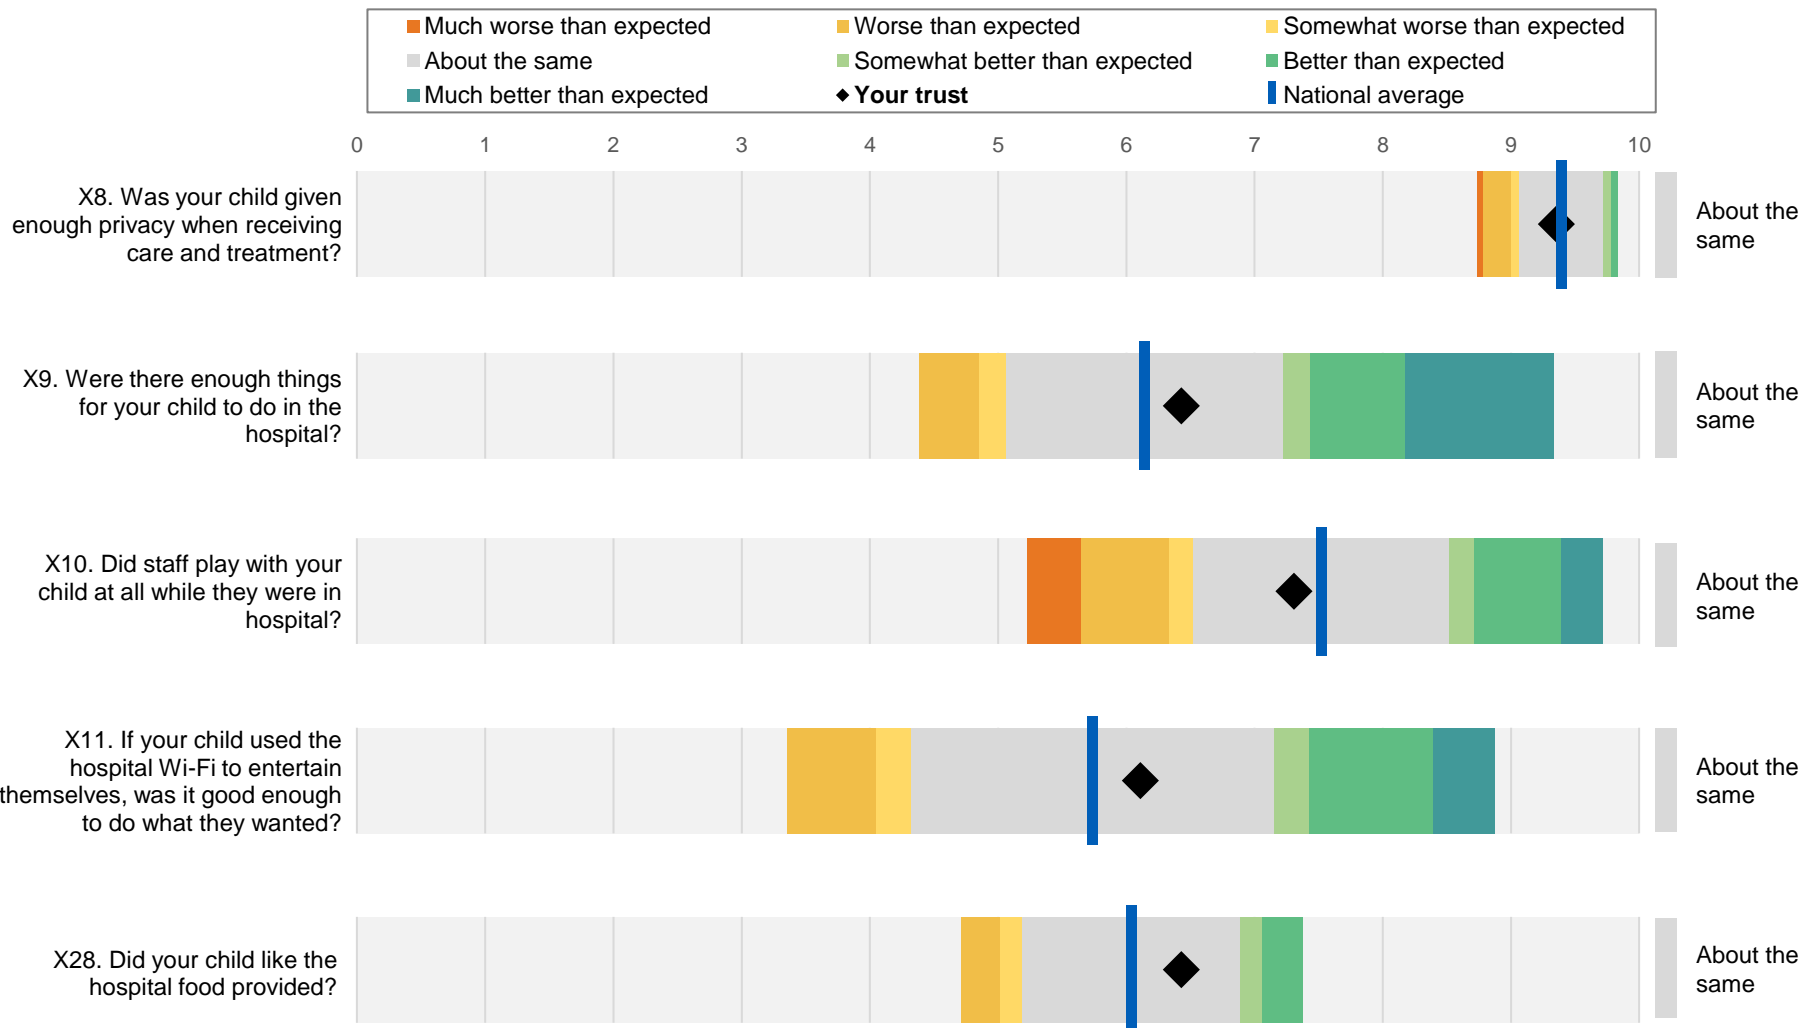 Much worse than expected
Worse than expected
Somewhat worse than expected
About the same
Somewhat better than expected
Better than expected
Much better than expected
Your trust
National average
0 1 2 3 4 5 6 7 8 9 10
X8. Was your child given
enough privacy when receiving
care and treatment?
About the
same
X9. Were there enough things
for your child to do in the
hospital?
About the
same
X10. Did staff play with your
child at all while they were in
hospital?
About the
same
X11. If your child used the
hospital Wi-Fi to entertain
themselves, was it good enough
to do what they wanted?
About the
same
X28. Did your child like the
hospital food provided?
About the
same